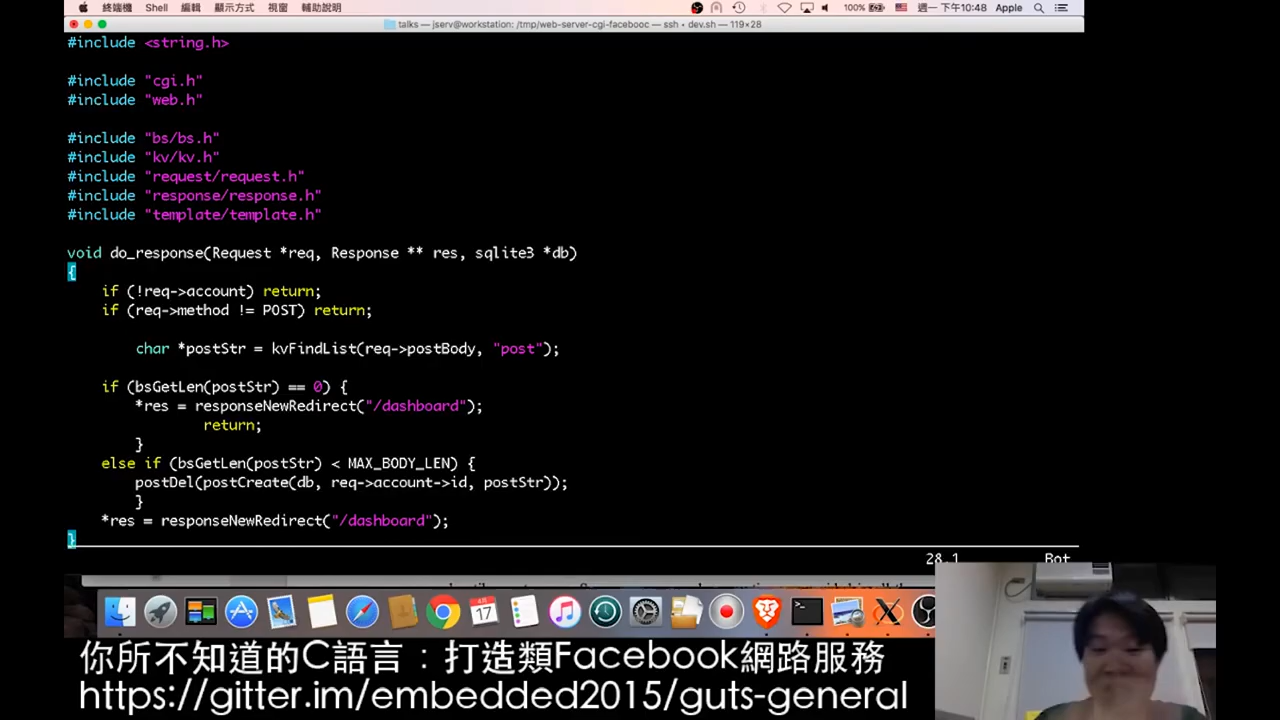 終端機 Shell 編輯 顯示方式 視窗 輔助說明 100% 週一 下午10:48 Apple
talks — jserv@workstation: /tmp/web-server-cgi-facebooc — ssh • dev.sh — 119×28
#include <string.h>
#include "cgi.h"
#include "web.h"
#include "bs/bs.h"
#include "kv/kv.h"
#include "request/request.h"
#include "response/response.h"
#include "template/template.h"
void do_response(Request *req, Response ** res, sqlite3 *db)
{
if (!req->account) return;
if (req->method != POST) return;
char *postStr = kvFindList(req->postBody, "post");
if (bsGetLen(postStr) == 0) {
*res = responseNewRedirect("/dashboard");
return;
}
else if (bsGetLen(postStr) < MAX_BODY_LEN) {
postDel(postCreate(db, req->account->id, postStr));
}
*res = responseNewRedirect("/dashboard");
}
28,1 Bot
17
你所不知道的C語言：打造類Facebook網路服務
https://gitter.im/embedded2015/guts-general